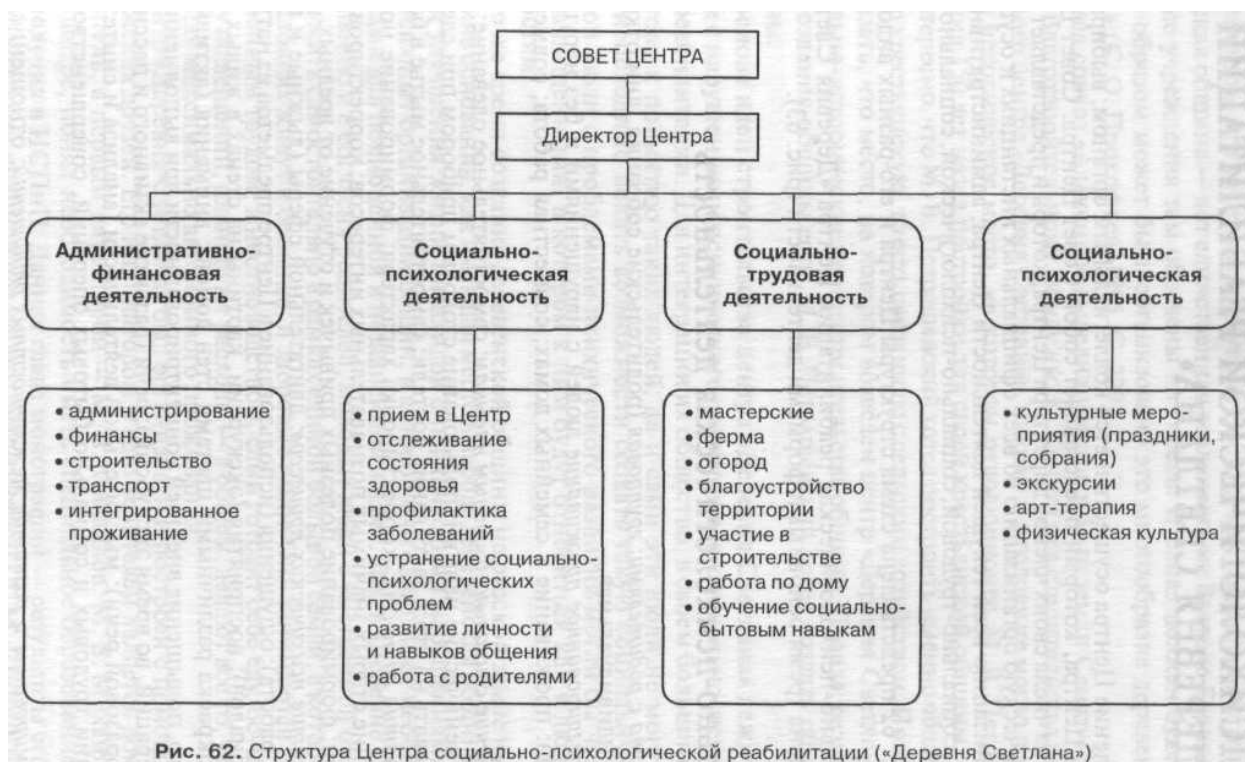 СОВЕТ ЦЕНТРА
Директор Центра
Административно-
финансовая
деятельность
Социально-
психологическая
деятельность
Социально-
трудовая
деятельность
Социально-
психологическая
деятельность
• администрирование
• финансы
• строительство
• транспорт
• интегрированное
проживание
• прием в Центр
• отслеживание
состояния
здоровья
• профилактика
заболеваний
• устранение социально-
психологических
проблем
• развитие личности
и навыков общения
• работа с родителями
• мастерские
• ферма
• огород
• благоустройство
территории
• участие в
строительстве
• работа по дому
• обучение социально-
бытовым навыкам
• культурные меро-
приятия (праздники,
собрания)
• экскурсии
• арт-терапия
• физическая культура
Рис. 62. Структура Центра социально-психологической реабилитации («Деревня Светлана»)